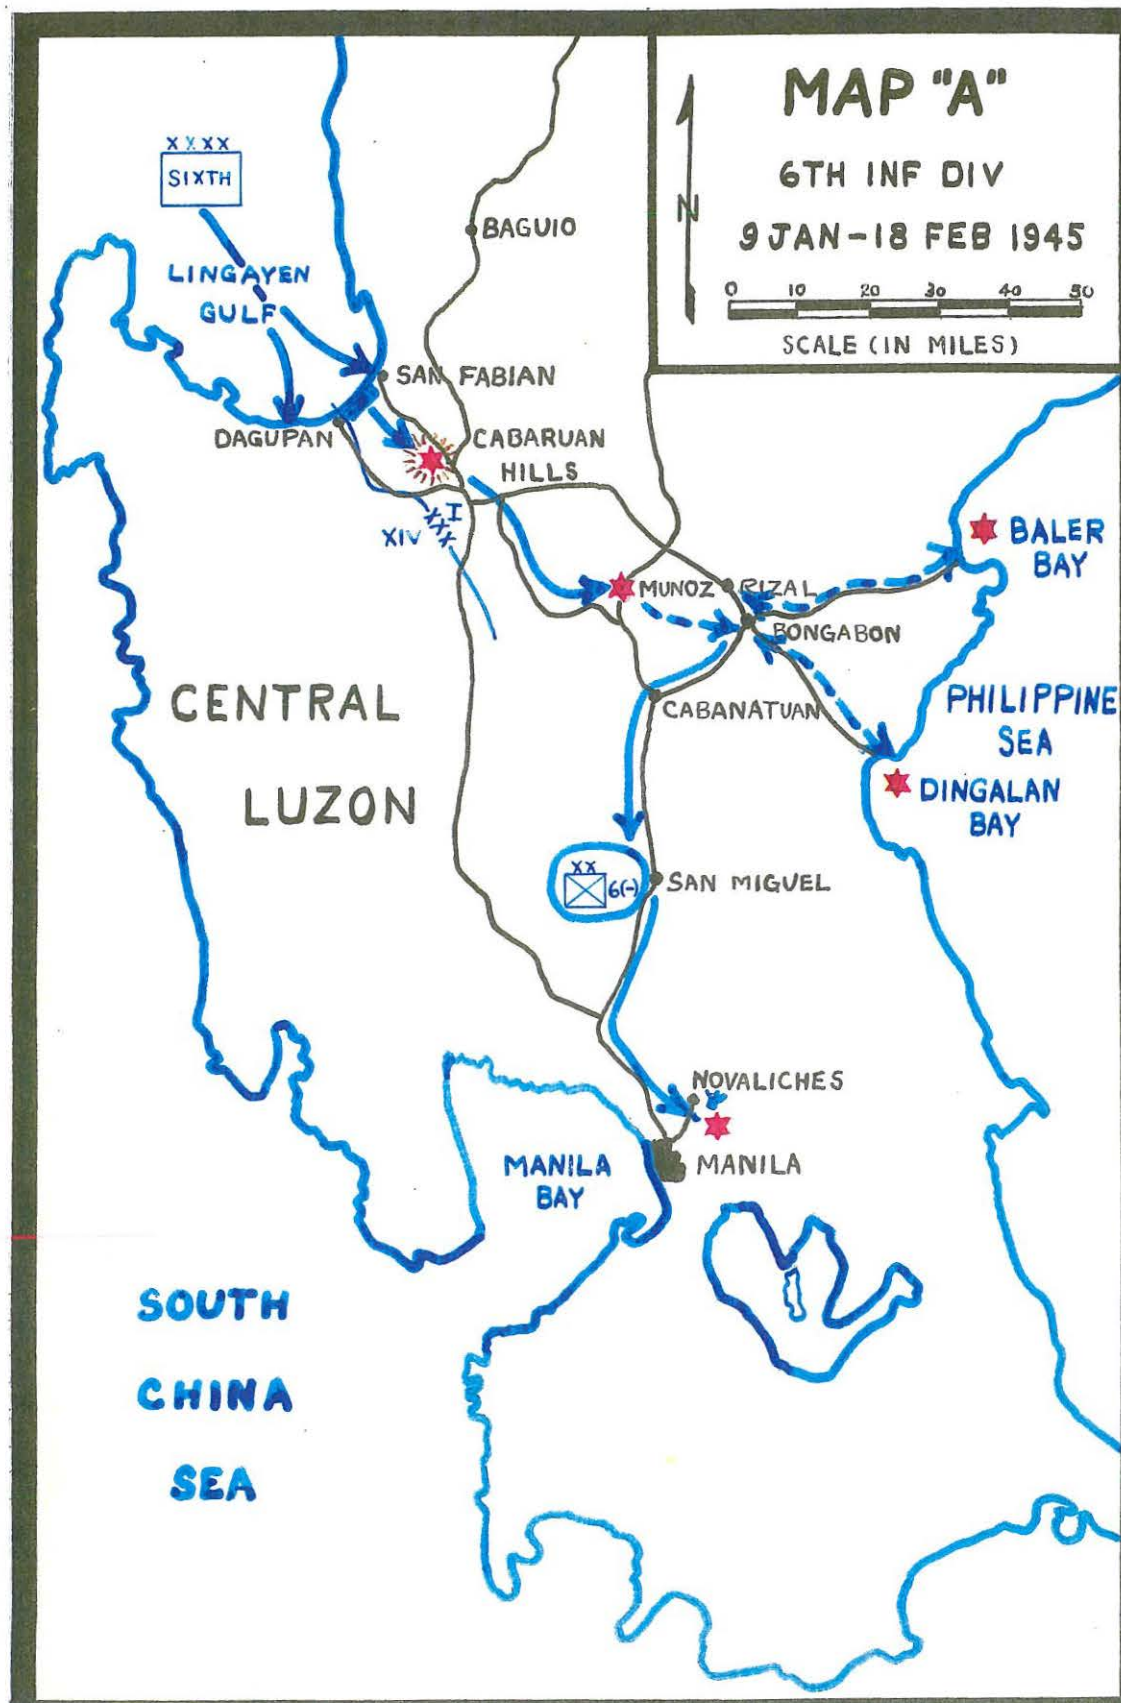 MAP "A"
6TH INF DIV
9 JAN-18 FEB 1945
N
0 10 20 30 40 50
SCALE (IN MILES)
XXXX
SIXTH
LINGAYEN
GULF
BAGUIO
SAN FABIAN
DAGUPAN
CABARUAN
HILLS
XIV XXX I
BALER
BAY
MUNOZ
RIZAL
BONGABON
CENTRAL
LUZON
CABANATUAN
PHILIPPINE
SEA
DINGALAN
BAY
XX
6(-)
SAN MIGUEL
NOVALICHES
MANILA
BAY
MANILA
SOUTH
CHINA
SEA